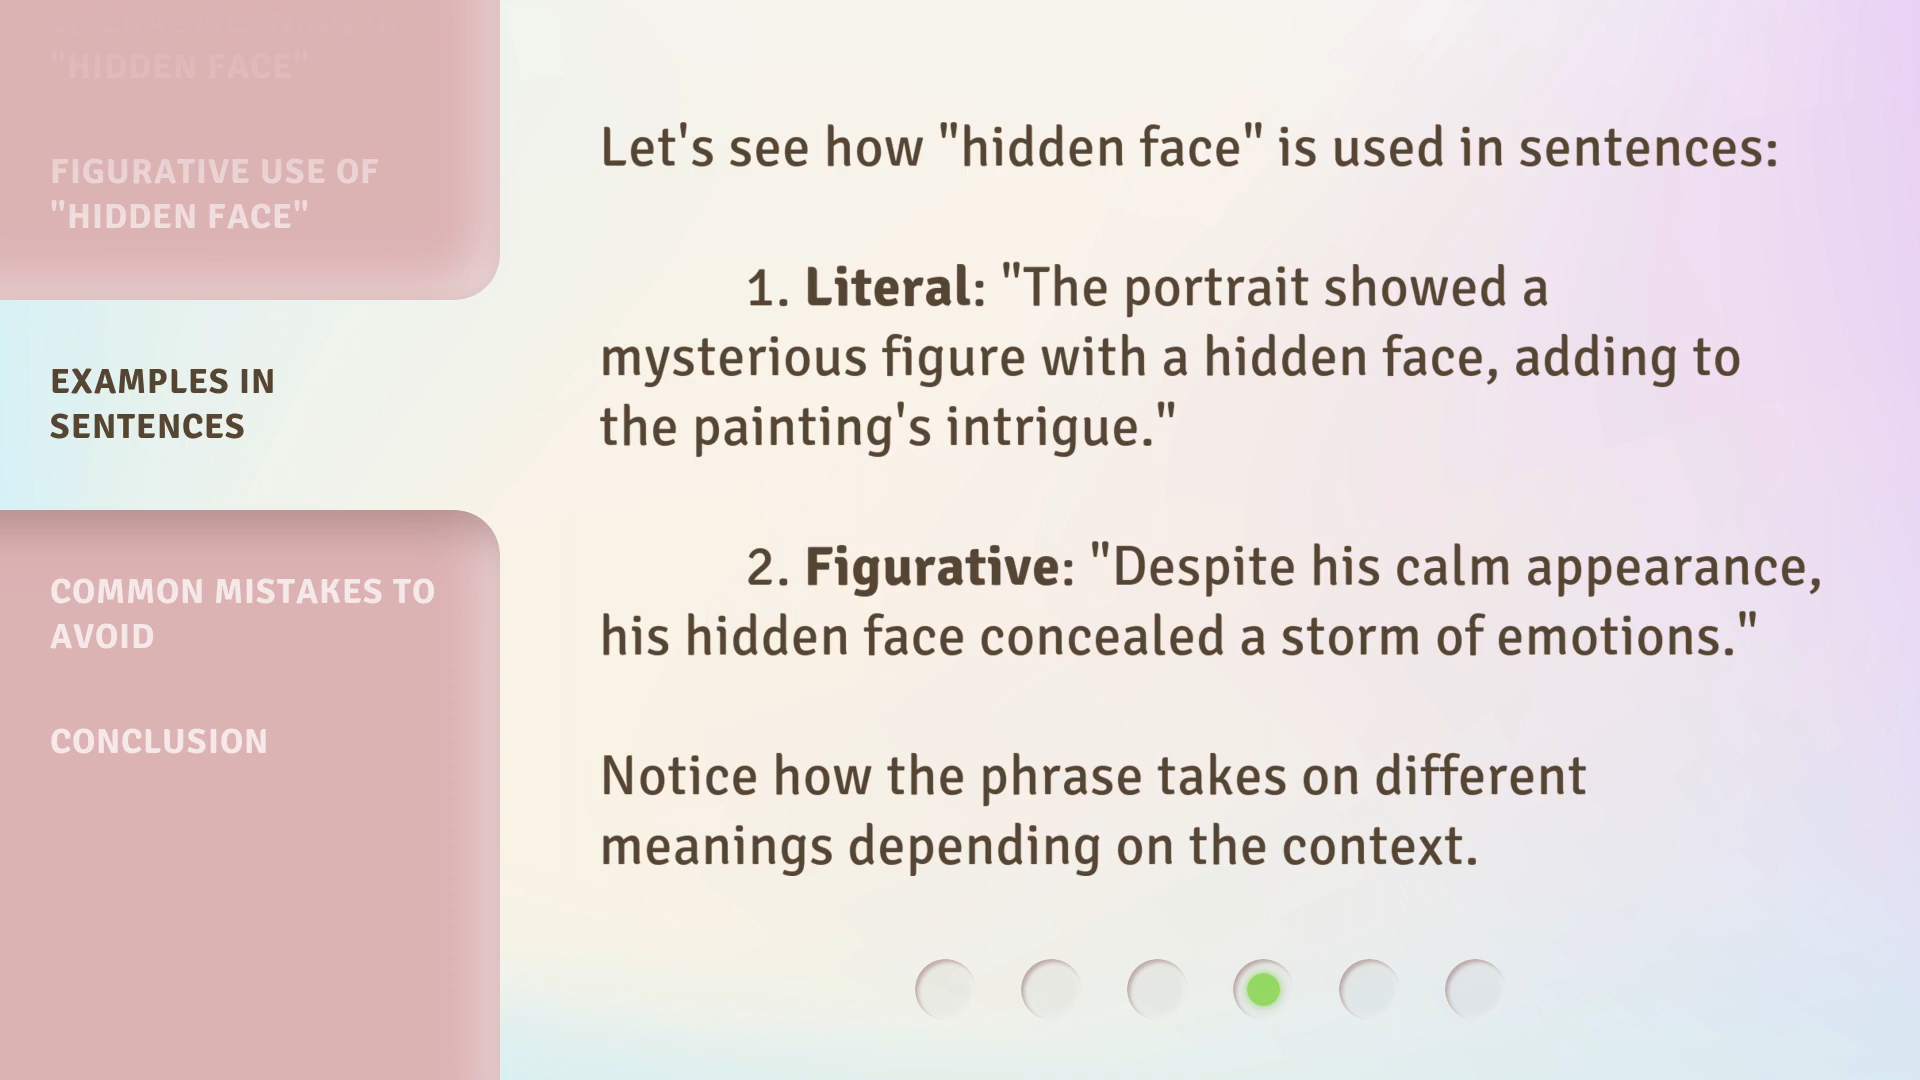 "HIDDEN FACE"
FIGURATIVE USE OF
"HIDDEN FACE"
EXAMPLES IN
SENTENCES
COMMON MISTAKES TO
AVOID
CONCLUSION
Let's see how "hidden face" is used in sentences:
1. Literal: "The portrait showed a
mysterious figure with a hidden face, adding to
the painting's intrigue."
2. Figurative: "Despite his calm appearance,
his hidden face concealed a storm of emotions."
Notice how the phrase takes on different
meanings depending on the context.